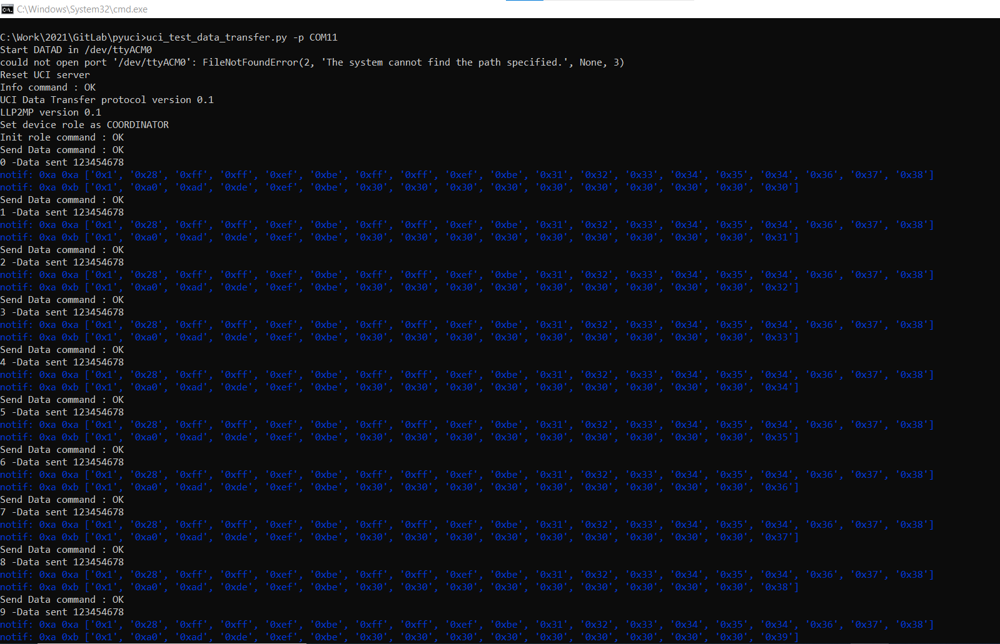 C:\Windows\System32\cmd.exe
C:\Work\2021\GitLab\pyuci>uci_test_data_transfer.py -p COM11
Start DATAD in /dev/ttyACM0
could not open port '/dev/ttyACM0': FileNotFoundError(2, 'The system cannot find the path specified.', None, 3)
Reset UCI server
Info command : OK
UCI Data Transfer protocol version 0.1
LLP2MP version 0.1
Set device role as COORDINATOR
Init role command : OK
Send Data command : OK
0 -Data sent 123454678
notif: 0xa 0xa ['0x1', '0x28', '0xff', '0xff', '0xef', '0xbe', '0xff', '0xff', '0xef', '0xbe', '0x31', '0x32', '0x33', '0x34', '0x35', '0x34', '0x36', '0x37', '0x38']
notif: 0xa 0xb ['0x1', '0xa0', '0xad', '0xde', '0xef', '0xbe', '0x30', '0x30', '0x30', '0x30', '0x30', '0x30', '0x30', '0x30', '0x30', '0x30']
Send Data command : OK
1 -Data sent 123454678
notif: 0xa 0xa ['0x1', '0x28', '0xff', '0xff', '0xef', '0xbe', '0xff', '0xff', '0xef', '0xbe', '0x31', '0x32', '0x33', '0x34', '0x35', '0x34', '0x36', '0x37', '0x38']
notif: 0xa 0xb ['0x1', '0xa0', '0xad', '0xde', '0xef', '0xbe', '0x30', '0x30', '0x30', '0x30', '0x30', '0x30', '0x30', '0x30', '0x30', '0x31']
Send Data command : OK
2 -Data sent 123454678
notif: 0xa 0xa ['0x1', '0x28', '0xff', '0xff', '0xef', '0xbe', '0xff', '0xff', '0xef', '0xbe', '0x31', '0x32', '0x33', '0x34', '0x35', '0x34', '0x36', '0x37', '0x38']
notif: 0xa 0xb ['0x1', '0xa0', '0xad', '0xde', '0xef', '0xbe', '0x30', '0x30', '0x30', '0x30', '0x30', '0x30', '0x30', '0x30', '0x30', '0x32']
Send Data command : OK
3 -Data sent 123454678
notif: 0xa 0xa ['0x1', '0x28', '0xff', '0xff', '0xef', '0xbe', '0xff', '0xff', '0xef', '0xbe', '0x31', '0x32', '0x33', '0x34', '0x35', '0x34', '0x36', '0x37', '0x38']
notif: 0xa 0xb ['0x1', '0xa0', '0xad', '0xde', '0xef', '0xbe', '0x30', '0x30', '0x30', '0x30', '0x30', '0x30', '0x30', '0x30', '0x30', '0x33']
Send Data command : OK
4 -Data sent 123454678
notif: 0xa 0xa ['0x1', '0x28', '0xff', '0xff', '0xef', '0xbe', '0xff', '0xff', '0xef', '0xbe', '0x31', '0x32', '0x33', '0x34', '0x35', '0x34', '0x36', '0x37', '0x38']
notif: 0xa 0xb ['0x1', '0xa0', '0xad', '0xde', '0xef', '0xbe', '0x30', '0x30', '0x30', '0x30', '0x30', '0x30', '0x30', '0x30', '0x30', '0x34']
Send Data command : OK
5 -Data sent 123454678
notif: 0xa 0xa ['0x1', '0x28', '0xff', '0xff', '0xef', '0xbe', '0xff', '0xff', '0xef', '0xbe', '0x31', '0x32', '0x33', '0x34', '0x35', '0x34', '0x36', '0x37', '0x38']
notif: 0xa 0xb ['0x1', '0xa0', '0xad', '0xde', '0xef', '0xbe', '0x30', '0x30', '0x30', '0x30', '0x30', '0x30', '0x30', '0x30', '0x30', '0x35']
Send Data command : OK
6 -Data sent 123454678
notif: 0xa 0xa ['0x1', '0x28', '0xff', '0xff', '0xef', '0xbe', '0xff', '0xff', '0xef', '0xbe', '0x31', '0x32', '0x33', '0x34', '0x35', '0x34', '0x36', '0x37', '0x38']
notif: 0xa 0xb ['0x1', '0xa0', '0xad', '0xde', '0xef', '0xbe', '0x30', '0x30', '0x30', '0x30', '0x30', '0x30', '0x30', '0x30', '0x30', '0x36']
Send Data command : OK
7 -Data sent 123454678
notif: 0xa 0xa ['0x1', '0x28', '0xff', '0xff', '0xef', '0xbe', '0xff', '0xff', '0xef', '0xbe', '0x31', '0x32', '0x33', '0x34', '0x35', '0x34', '0x36', '0x37', '0x38']
notif: 0xa 0xb ['0x1', '0xa0', '0xad', '0xde', '0xef', '0xbe', '0x30', '0x30', '0x30', '0x30', '0x30', '0x30', '0x30', '0x30', '0x30', '0x37']
Send Data command : OK
8 -Data sent 123454678
notif: 0xa 0xa ['0x1', '0x28', '0xff', '0xff', '0xef', '0xbe', '0xff', '0xff', '0xef', '0xbe', '0x31', '0x32', '0x33', '0x34', '0x35', '0x34', '0x36', '0x37', '0x38']
notif: 0xa 0xb ['0x1', '0xa0', '0xad', '0xde', '0xef', '0xbe', '0x30', '0x30', '0x30', '0x30', '0x30', '0x30', '0x30', '0x30', '0x30', '0x38']
Send Data command : OK
9 -Data sent 123454678
notif: 0xa 0xa ['0x1', '0x28', '0xff', '0xff', '0xef', '0xbe', '0xff', '0xff', '0xef', '0xbe', '0x31', '0x32', '0x33', '0x34', '0x35', '0x34', '0x36', '0x37', '0x38']
notif: 0xa 0xb ['0x1', '0xa0', '0xad', '0xde', '0xef', '0xbe', '0x30', '0x30', '0x30', '0x30', '0x30', '0x30', '0x30', '0x30', '0x30', '0x39']